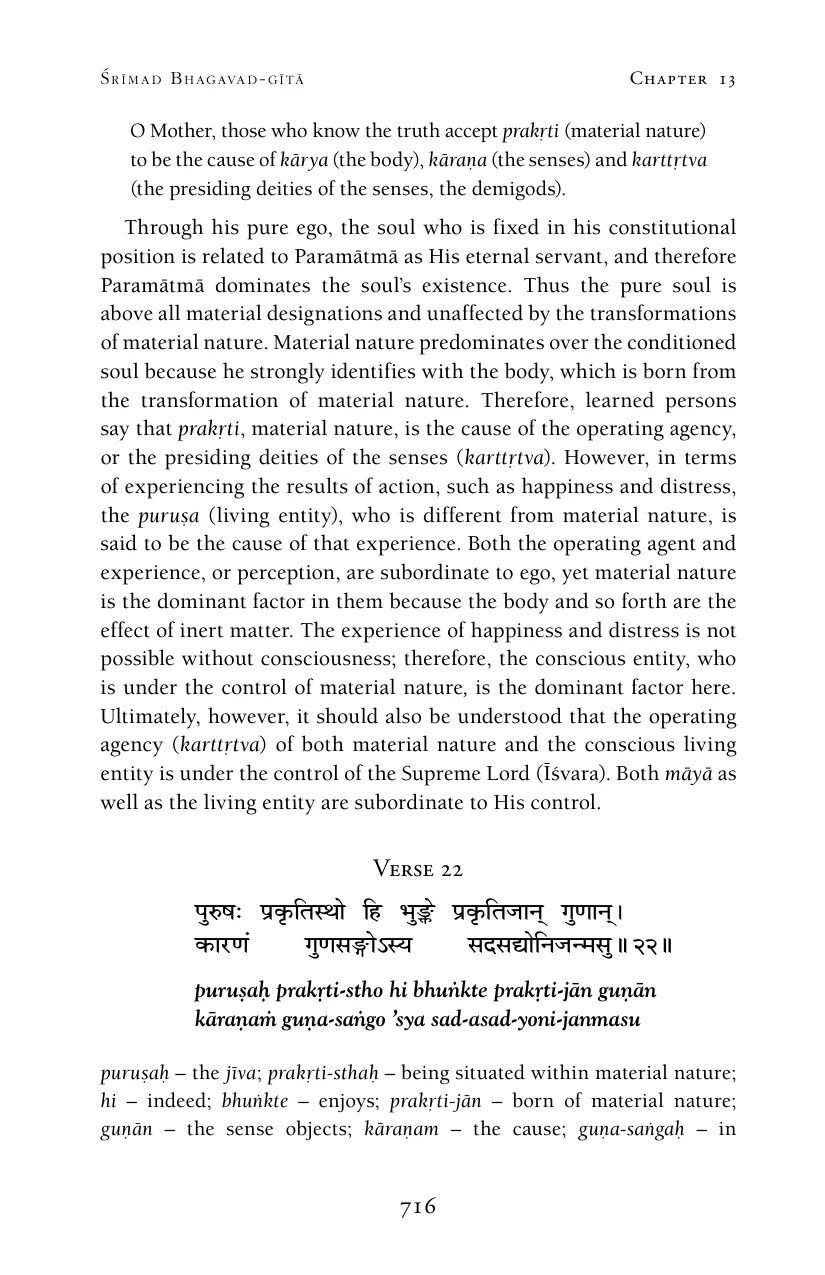 Śrīmad Bhagavad-gītā Chapter 13
O Mother, those who know the truth accept prakṛti (material nature)
to be the cause of kārya (the body), kāraṇa (the senses) and karttṛtva
(the presiding deities of the senses, the demigods).
Through his pure ego, the soul who is fixed in his constitutional
position is related to Paramātmā as His eternal servant, and therefore
Paramātmā dominates the soul’s existence. Thus the pure soul is
above all material designations and unaffected by the transformations
of material nature. Material nature predominates over the conditioned
soul because he strongly identifies with the body, which is born from
the transformation of material nature. Therefore, learned persons
say that prakṛti, material nature, is the cause of the operating agency,
or the presiding deities of the senses (karttṛtva). However, in terms
of experiencing the results of action, such as happiness and distress,
the puruṣa (living entity), who is different from material nature, is
said to be the cause of that experience. Both the operating agent and
experience, or perception, are subordinate to ego, yet material nature
is the dominant factor in them because the body and so forth are the
effect of inert matter. The experience of happiness and distress is not
possible without consciousness; therefore, the conscious entity, who
is under the control of material nature, is the dominant factor here.
Ultimately, however, it should also be understood that the operating
agency (karttṛtva) of both material nature and the conscious living
entity is under the control of the Supreme Lord (Īśvara). Both māyā as
well as the living entity are subordinate to His control.
Verse 22
पुरुषः प्रकृतिस्थो हि भुङ्क्ते प्रकृतिजान् गुणान्।
कारणं गुणसङ्गोऽस्य सदसद्योनिजन्मसु॥२२॥
puruṣaḥ prakṛti-stho hi bhuṅkte prakṛti-jān guṇān
kāraṇaṁ guṇa-saṅgo ’sya sad-asad-yoni-janmasu
puruṣaḥ – the jīva; prakṛti-sthaḥ – being situated within material nature;
hi – indeed; bhuṅkte – enjoys; prakṛti-jān – born of material nature;
guṇān – the sense objects; kāraṇam – the cause; guṇa-saṅgaḥ – in
716